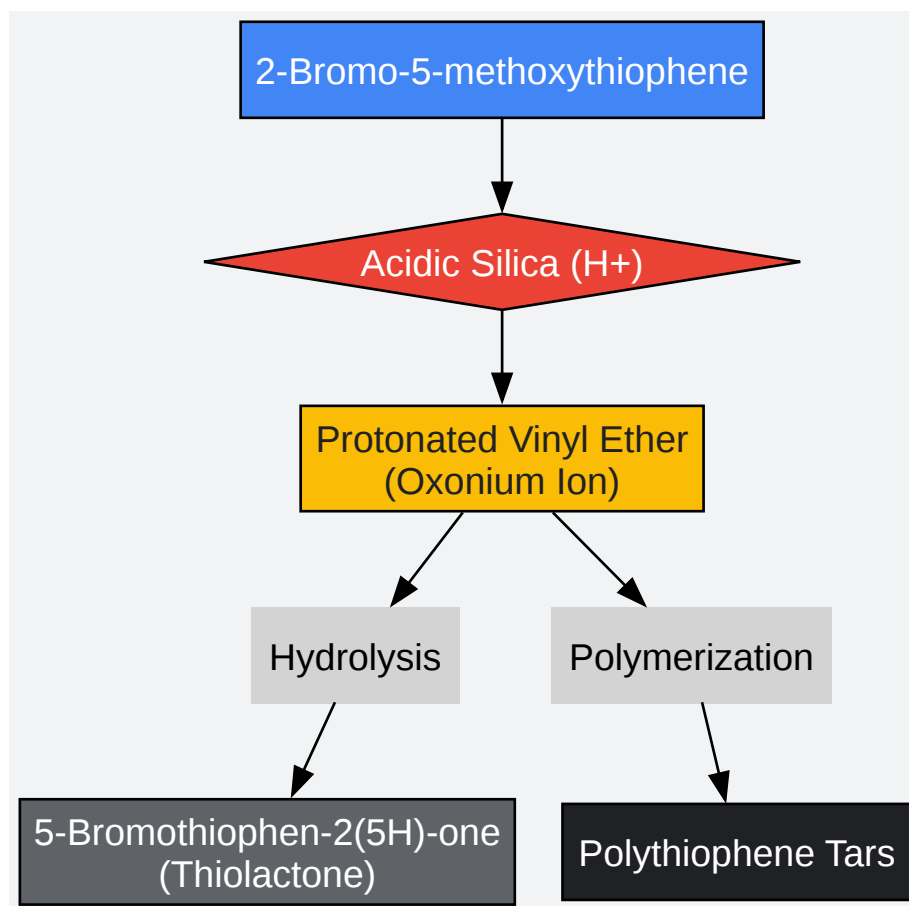 2-Bromo-5-methoxythiophene
Acidic Silica (H+)
Protonated Vinyl Ether
(Oxonium Ion)
Hydrolysis
Polymerization
5-Bromothiophen-2(5H)-one
(Thiolactone)
Polythiophene Tars